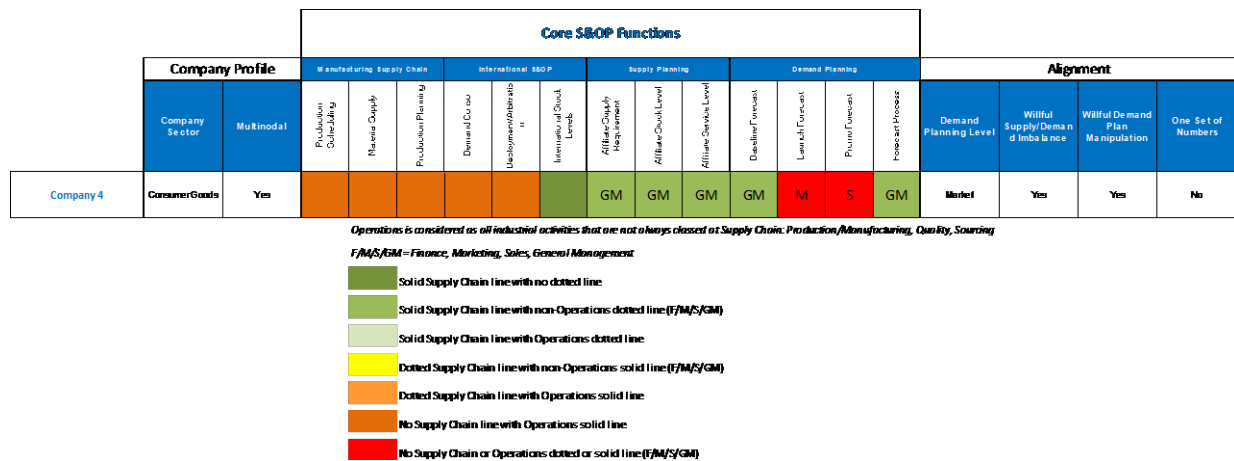 Core S&OP Functions
Company Profile
Manufacturing Supply Chain
International S&OP
Supply Planning
Demand Planning
Alignment
Company Sector
Multinodal
Production Scheduling
Material Supply
Production Planning
Demand Conso
Deployment/Arbitration
International Stock Levels
Affiliate Supply Requirement
Affiliate Stock Level
Affiliate Service Level
Baseline Forecast
Launch Forecast
Promo Forecast
Forecast Process
Demand Planning Level
Willful Supply/Demand Imbalance
Willful Demand Plan Manipulation
One Set of Numbers
Company 4
Consumer Goods
Yes
GM
GM
GM
GM
M
S
GM
Market
Yes
Yes
No
Operations is considered as all industrial activities that are not always classed at Supply Chain: Production/Manufacturing, Quality, Sourcing
F/M/S/GM = Finance, Marketing, Sales, General Management
Solid Supply Chain line with no dotted line
Solid Supply Chain line with non-Operations dotted line (F/M/S/GM)
Solid Supply Chain line with Operations dotted line
Dotted Supply Chain line with non-Operations solid line (F/M/S/GM)
Dotted Supply Chain line with Operations solid line
No Supply Chain line with Operations solid line
No Supply Chain or Operations dotted or solid line (F/M/S/GM)